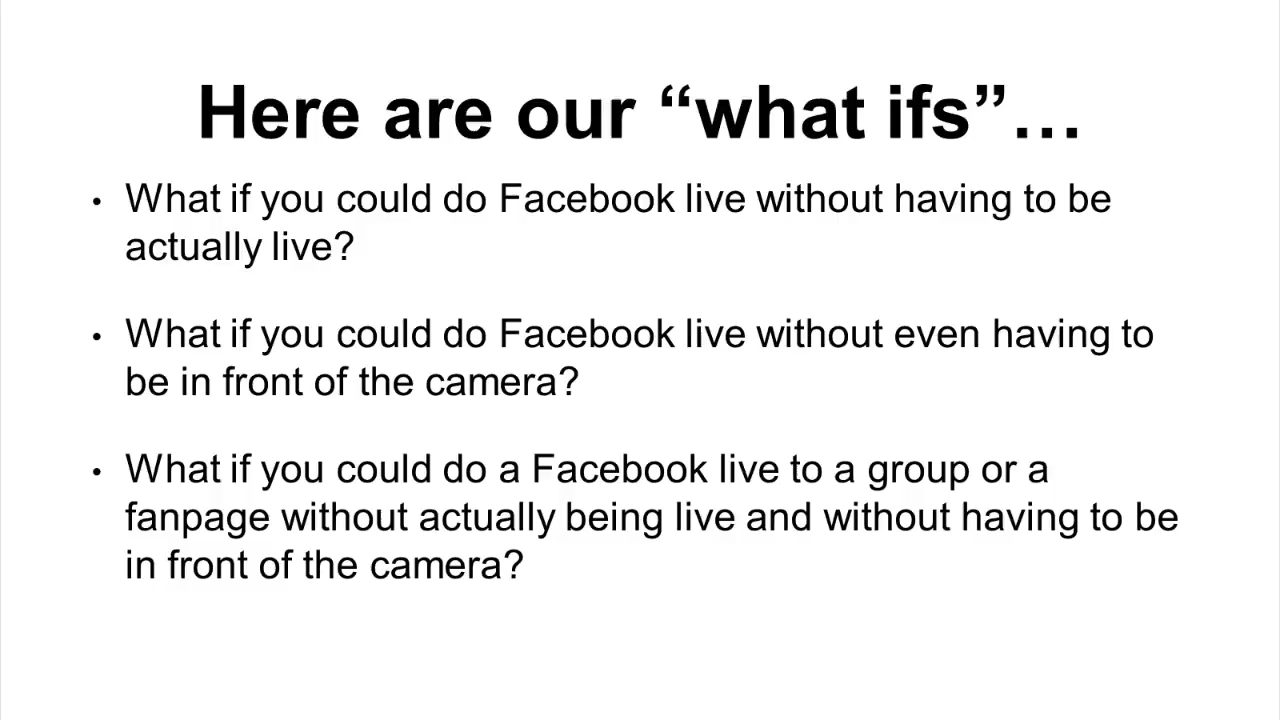 Here are our “what ifs”…
• What if you could do Facebook live without having to be
actually live?
• What if you could do Facebook live without even having to
be in front of the camera?
• What if you could do a Facebook live to a group or a
fanpage without actually being live and without having to be
in front of the camera?